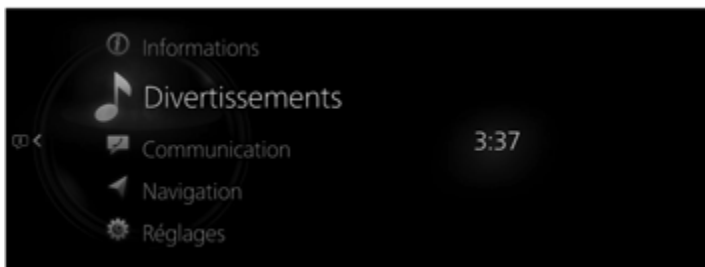 Informations
Divertissements
Communication
3:37
Navigation
Réglages